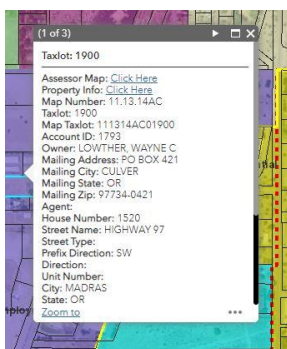 (1 of 3)
Taxlot: 1900
Assessor Map: Click Here
Property Info: Click Here
Map Number: 11.13.14AC
Taxlot: 1900
Map Taxlot: 111314AC01900
Account ID: 1793
Owner: LOWTHER, WAYNE C
Mailing Address: PO BOX 421
Mailing City: CULVER
Mailing State: OR
Mailing Zip: 97734-0421
Agent:
House Number: 1520
Street Name: HIGHWAY 97
Street Type:
Prefix Direction: SW
Direction:
Unit Number:
City: MADRAS
State: OR
Zoom to